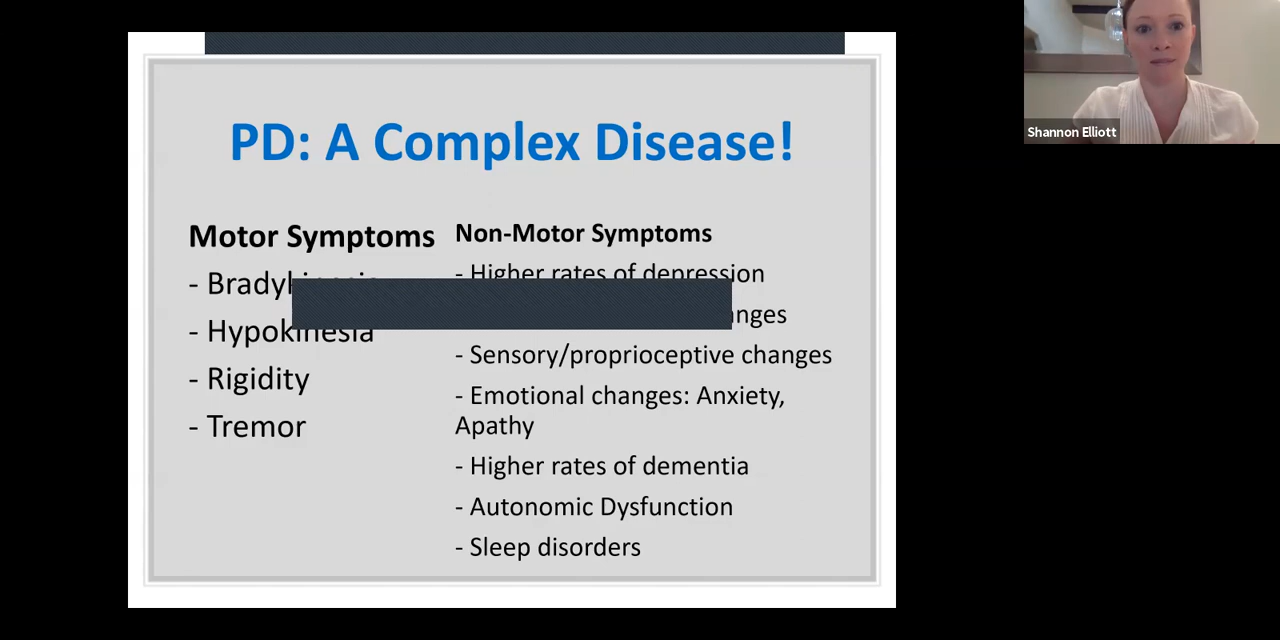 PD: A Complex Disease!
Motor Symptoms
- Bradykinesia
- Hypokinesia
- Rigidity
- Tremor
Non-Motor Symptoms
- Higher rates of depression
- Sensory/proprioceptive changes
- Emotional changes: Anxiety,
Apathy
- Higher rates of dementia
- Autonomic Dysfunction
- Sleep disorders
Shannon Elliott